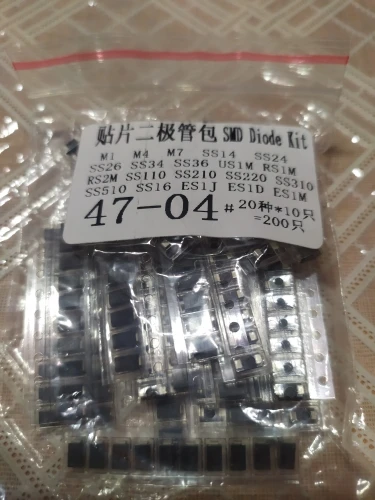 贴片二极管包 SMD Diode Kit
M1 M4 M7 SS14 SS24
SS26 SS34 SS36 US1M RS1M
RS2M SS110 SS210 SS220 SS310
SS510 SS16 ES1J ES1D ES1M
47-04# 20种*10只
=200只